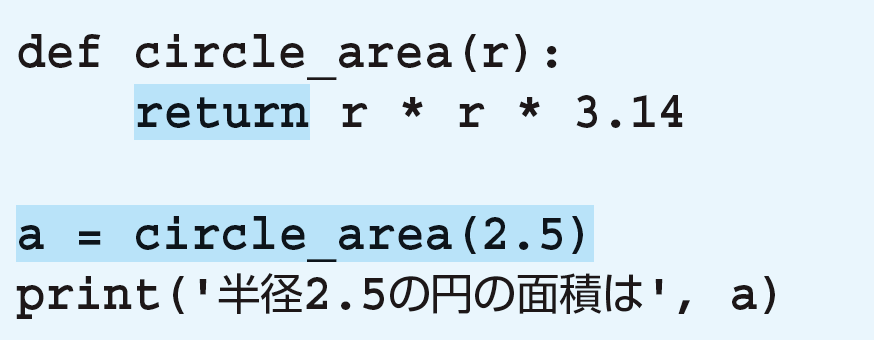 def circle_area(r):
    return r * r * 3.14
a = circle_area(2.5)
print('半径2.5の円の面積は', a)